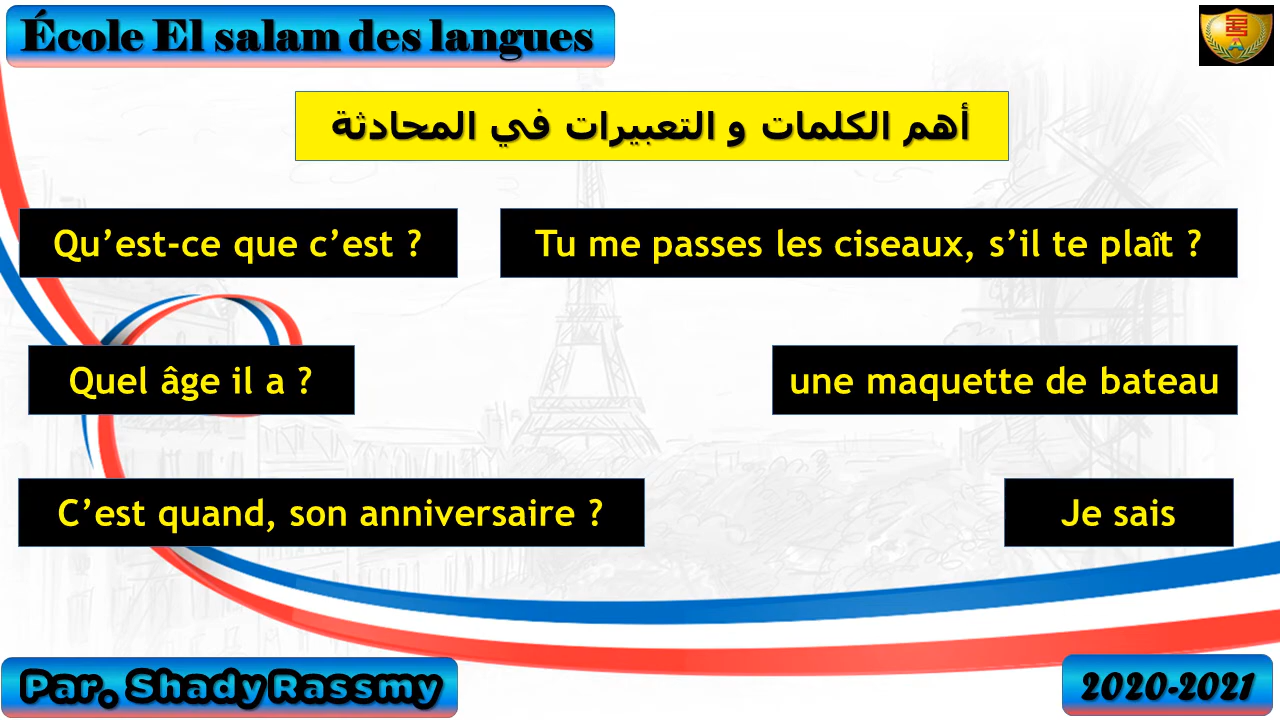 École El salam des langues
أهم الكلمات و التعبيرات في المحادثة
Qu’est-ce que c’est ?
Tu me passes les ciseaux, s’il te plaît ?
Quel âge il a ?
une maquette de bateau
C’est quand, son anniversaire ?
Je sais
Par. Shady Rassmy
2020-2021